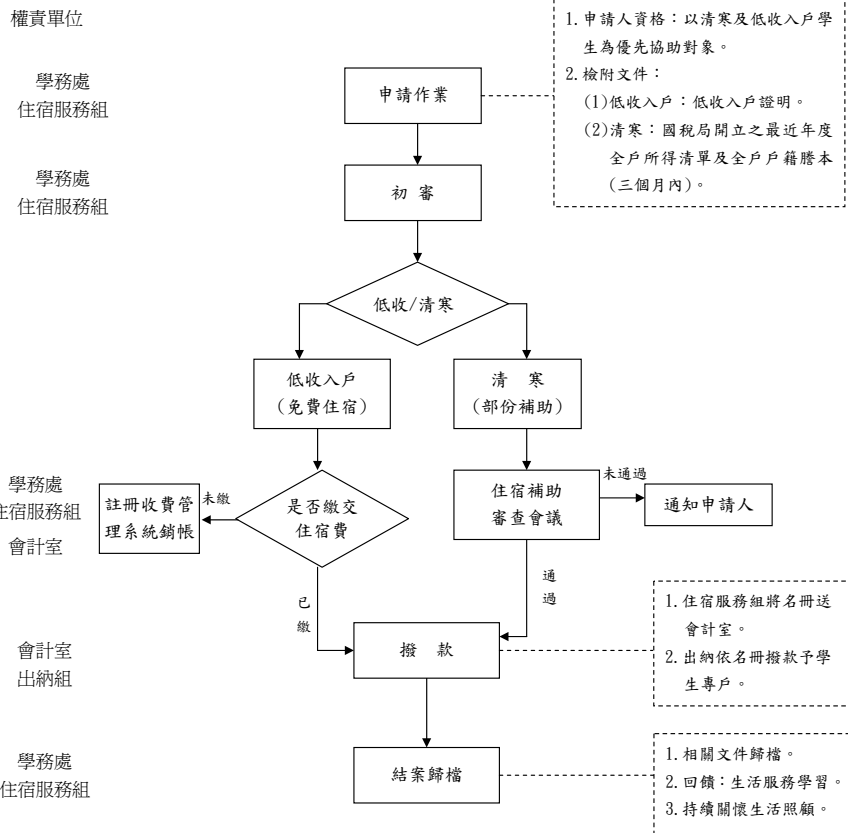 權責單位
1.申請人資格：以清寒及低收入戶學
生為優先協助對象。
2.檢附文件：
(1)低收入戶：低收入戶證明。
(2)清寒：國稅局開立之最近年度
全戶所得清單及全戶戶籍謄本
(三個月內)。
學務處
住宿服務組
申請作業
學務處
住宿服務組
初 審
低收/清寒
低收入戶
(免費住宿)
清 寒
(部份補助)
學務處
住宿服務組
會計室
註冊收費管
理系統銷帳
未繳
是否繳交
住宿費
住宿補助
審查會議
未通過
通知申請人
已
繳
通
過
會計室
出納組
撥 款
1.住宿服務組將名冊送
會計室。
2.出納依名冊撥款予學
生專戶。
學務處
住宿服務組
結案歸檔
1.相關文件歸檔。
2.回饋：生活服務學習。
3.持續關懷生活照顧。